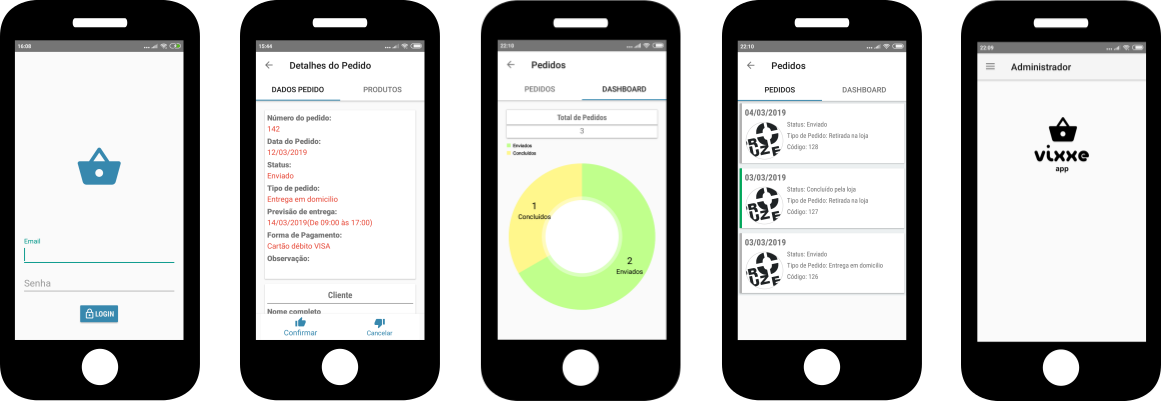 16:08
Email
Senha
LOGIN
15:44
Detalhes do Pedido
DADOS PEDIDO
PRODUTOS
Número do pedido:
142
Data do Pedido:
12/03/2019
Status:
Enviado
Tipo de pedido:
Entrega em domicilio
Previsão de entrega:
14/03/2019(De 09:00 às 17:00)
Forma de Pagamento:
Cartão débito VISA
Observação:
Cliente
Nome completo
Confirmar
Cancelar
22:10
Pedidos
PEDIDOS
DASHBOARD
Total de Pedidos
3
Enviados
Concluídos
1
Concluídos
2
Enviados
22:10
Pedidos
PEDIDOS
DASHBOARD
04/03/2019
Status: Enviado
Tipo de Pedido: Retirada na loja
Código: 128
03/03/2019
Status: Concluído pela loja
Tipo de Pedido: Retirada na loja
Código: 127
03/03/2019
Status: Enviado
Tipo de Pedido: Entrega em domicilio
Código: 126
22:09
Administrador
vixxe
app